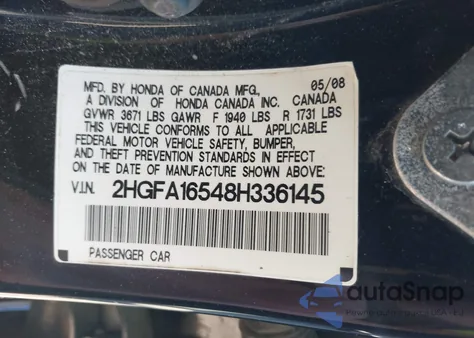 MFD. BY HONDA OF CANADA MFG., 05/08
A DIVISION OF HONDA CANADA INC. CANADA
GVWR 3671 LBS GAWR F 1940 LBS R 1731 LBS
THIS VEHICLE CONFORMS TO ALL APPLICABLE
FEDERAL MOTOR VEHICLE SAFETY, BUMPER,
AND THEFT PREVENTION STANDARDS IN EFFECT
ON THE DATE OF MANUFACTURE SHOWN ABOVE
V.I.N. 2HGFA16548H336145
PASSENGER CAR
autoSnap